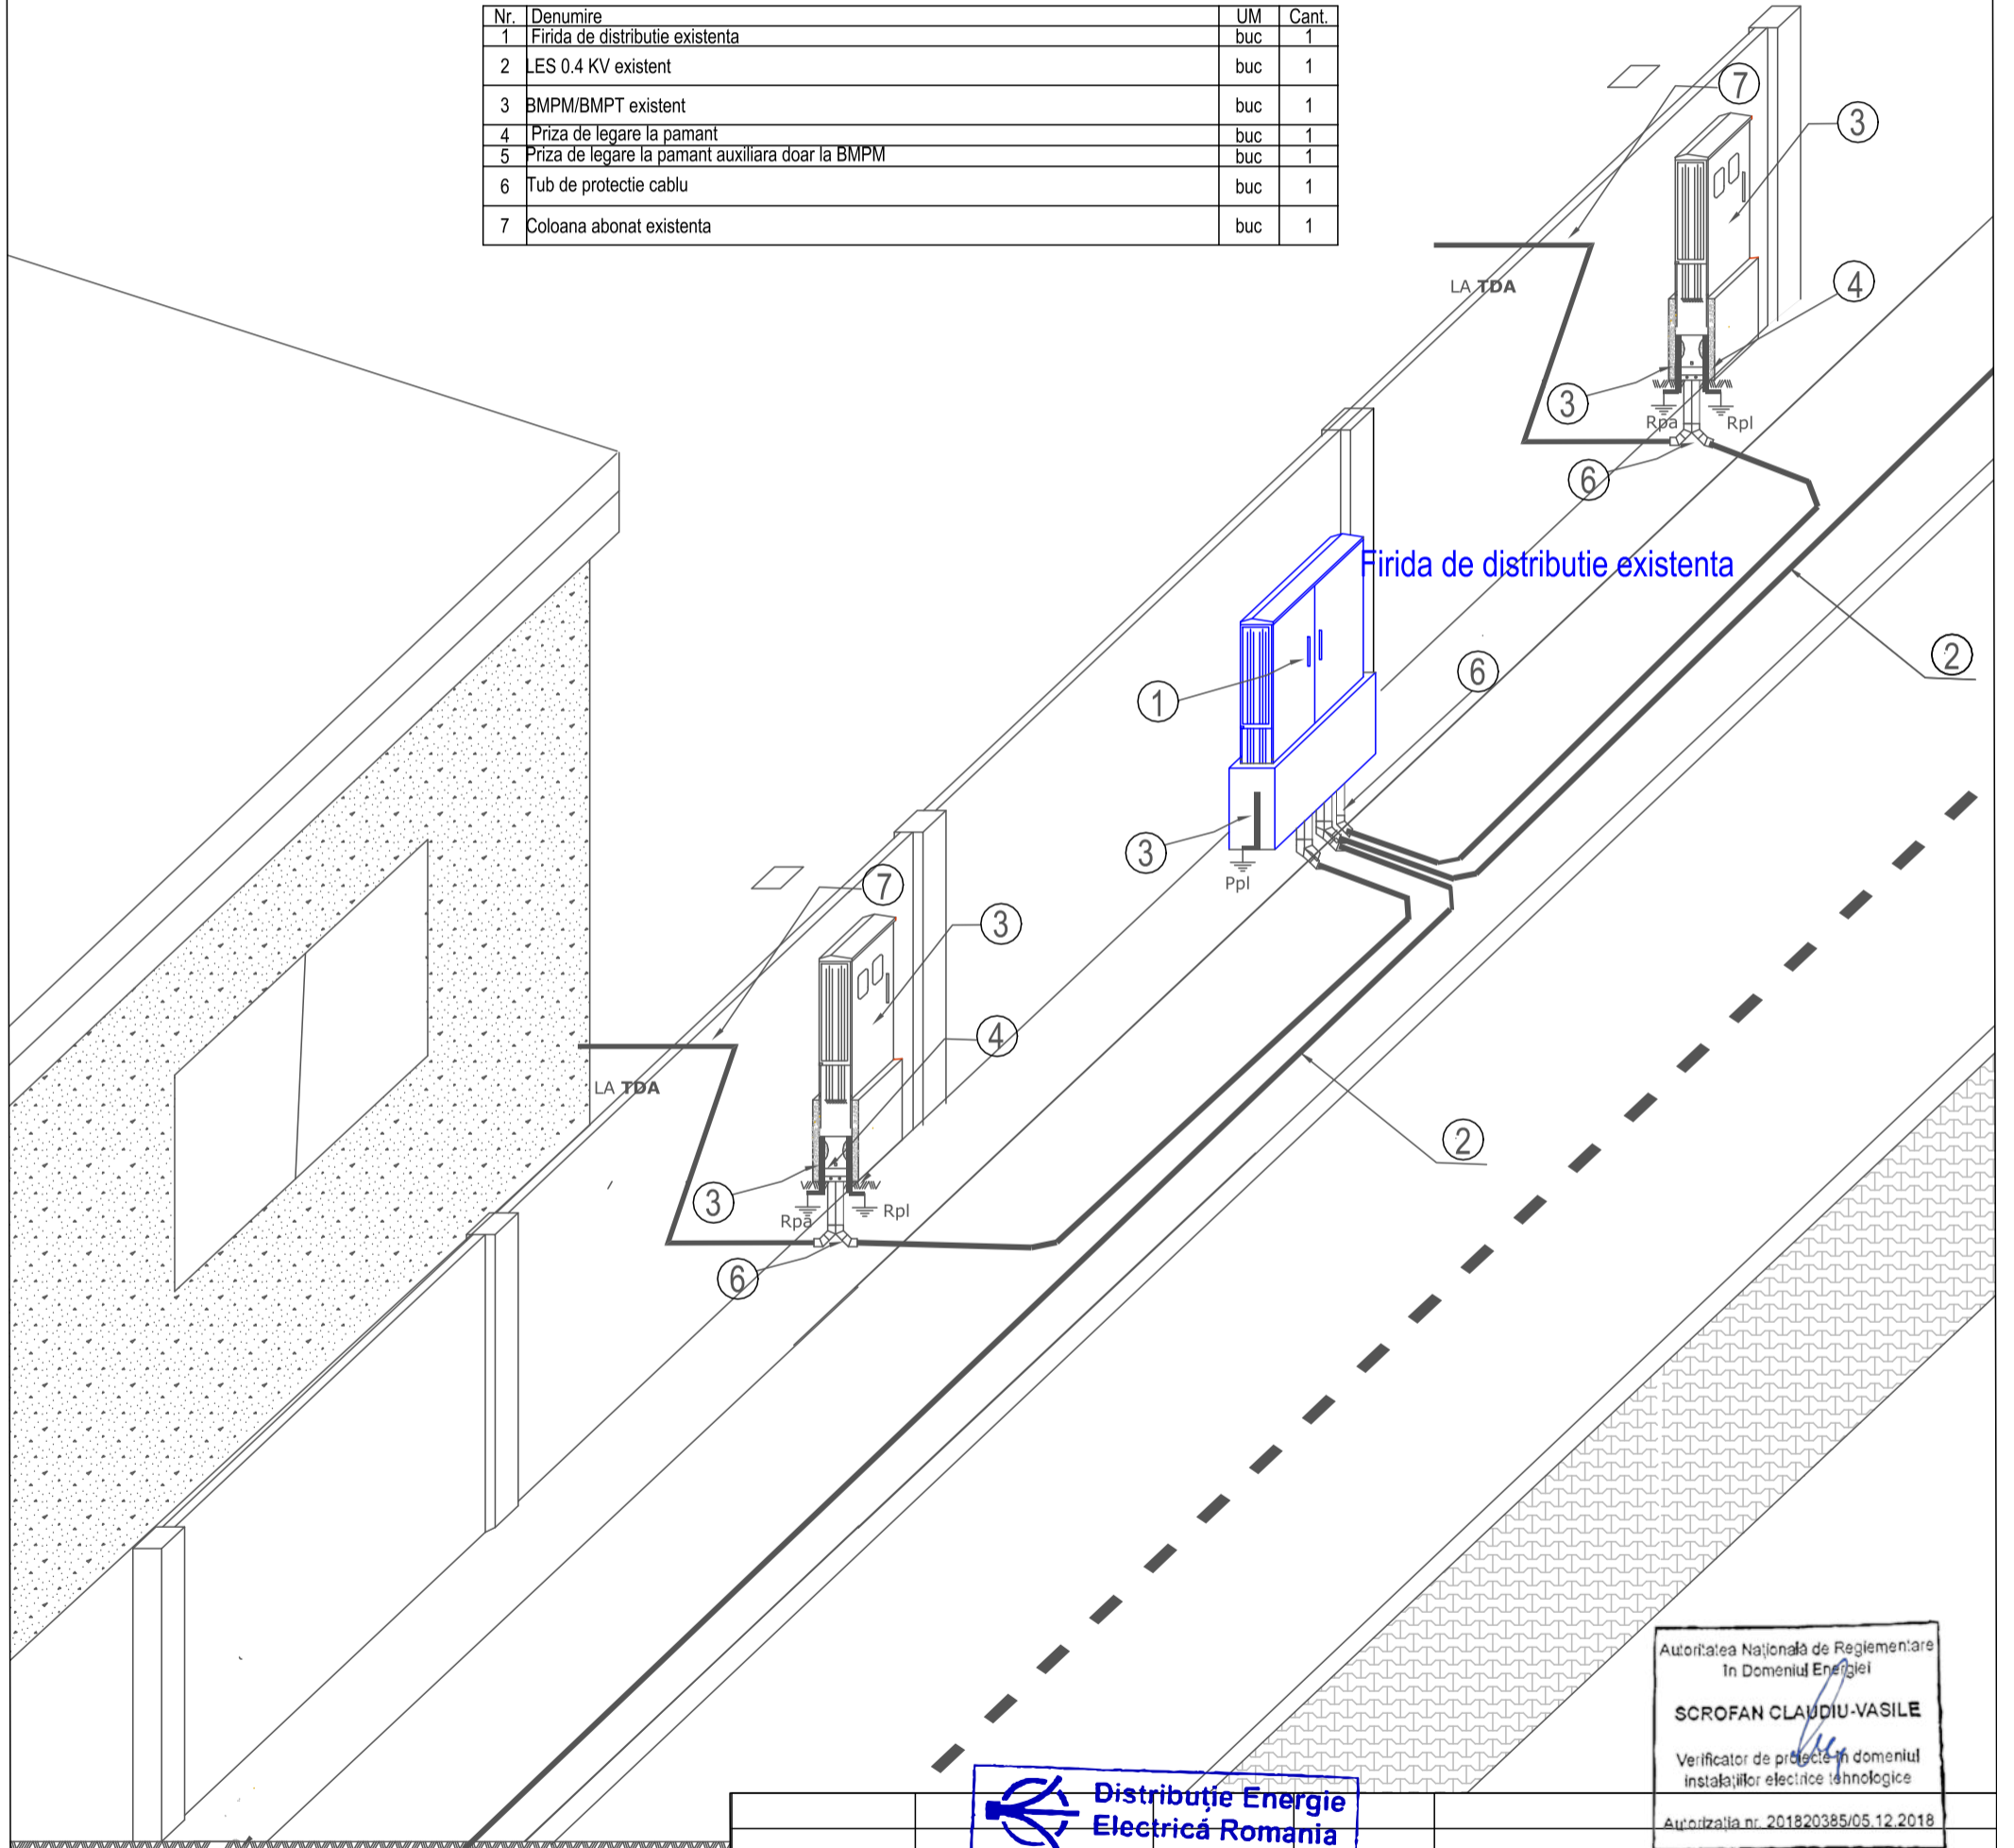 Nr. Denumire UM Cant.
1 Firida de distributie existenta buc 1
2 LES 0.4 KV existent buc 1
3 BMPM/BMPT existent buc 1
4 Priza de legare la pamant buc 1
5 Priza de legare la pamant auxiliara doar la BMPM buc 1
6 Tub de protectie cablu buc 1
7 Coloana abonat existenta buc 1
7
3
LA TDA
4
3
Rpa Rpl
6
Firida de distributie existenta
2
6
1
3
Ppl
7
3
4
LA TDA
2
3
Rpa Rpl
6
Autoritatea Națională de Reglementare
în Domeniul Energiei
SCROFAN CLAUDIU-VASILE
Verificator de proiecte în domeniul
instalațiilor electrice tehnologice
Autorizația nr. 201820385/05.12.2018
Distribuție Energie
Electrică Romania